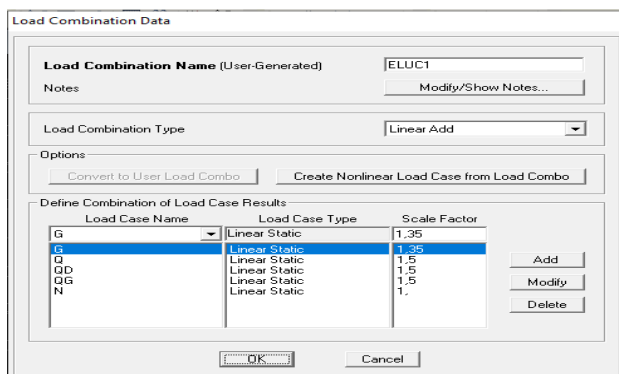 Load Combination Data
Load Combination Name (User-Generated) ELUC1
Notes Modify/Show Notes...
Load Combination Type Linear Add
Options
Convert to User Load Combo Create Nonlinear Load Case from Load Combo
Define Combination of Load Case Results
Load Case Name Load Case Type Scale Factor
G Linear Static 1,35
G Linear Static 1,35
Q Linear Static 1,5
QD Linear Static 1,5
QG Linear Static 1,5
N Linear Static 1,
Add
Modify
Delete
OK Cancel